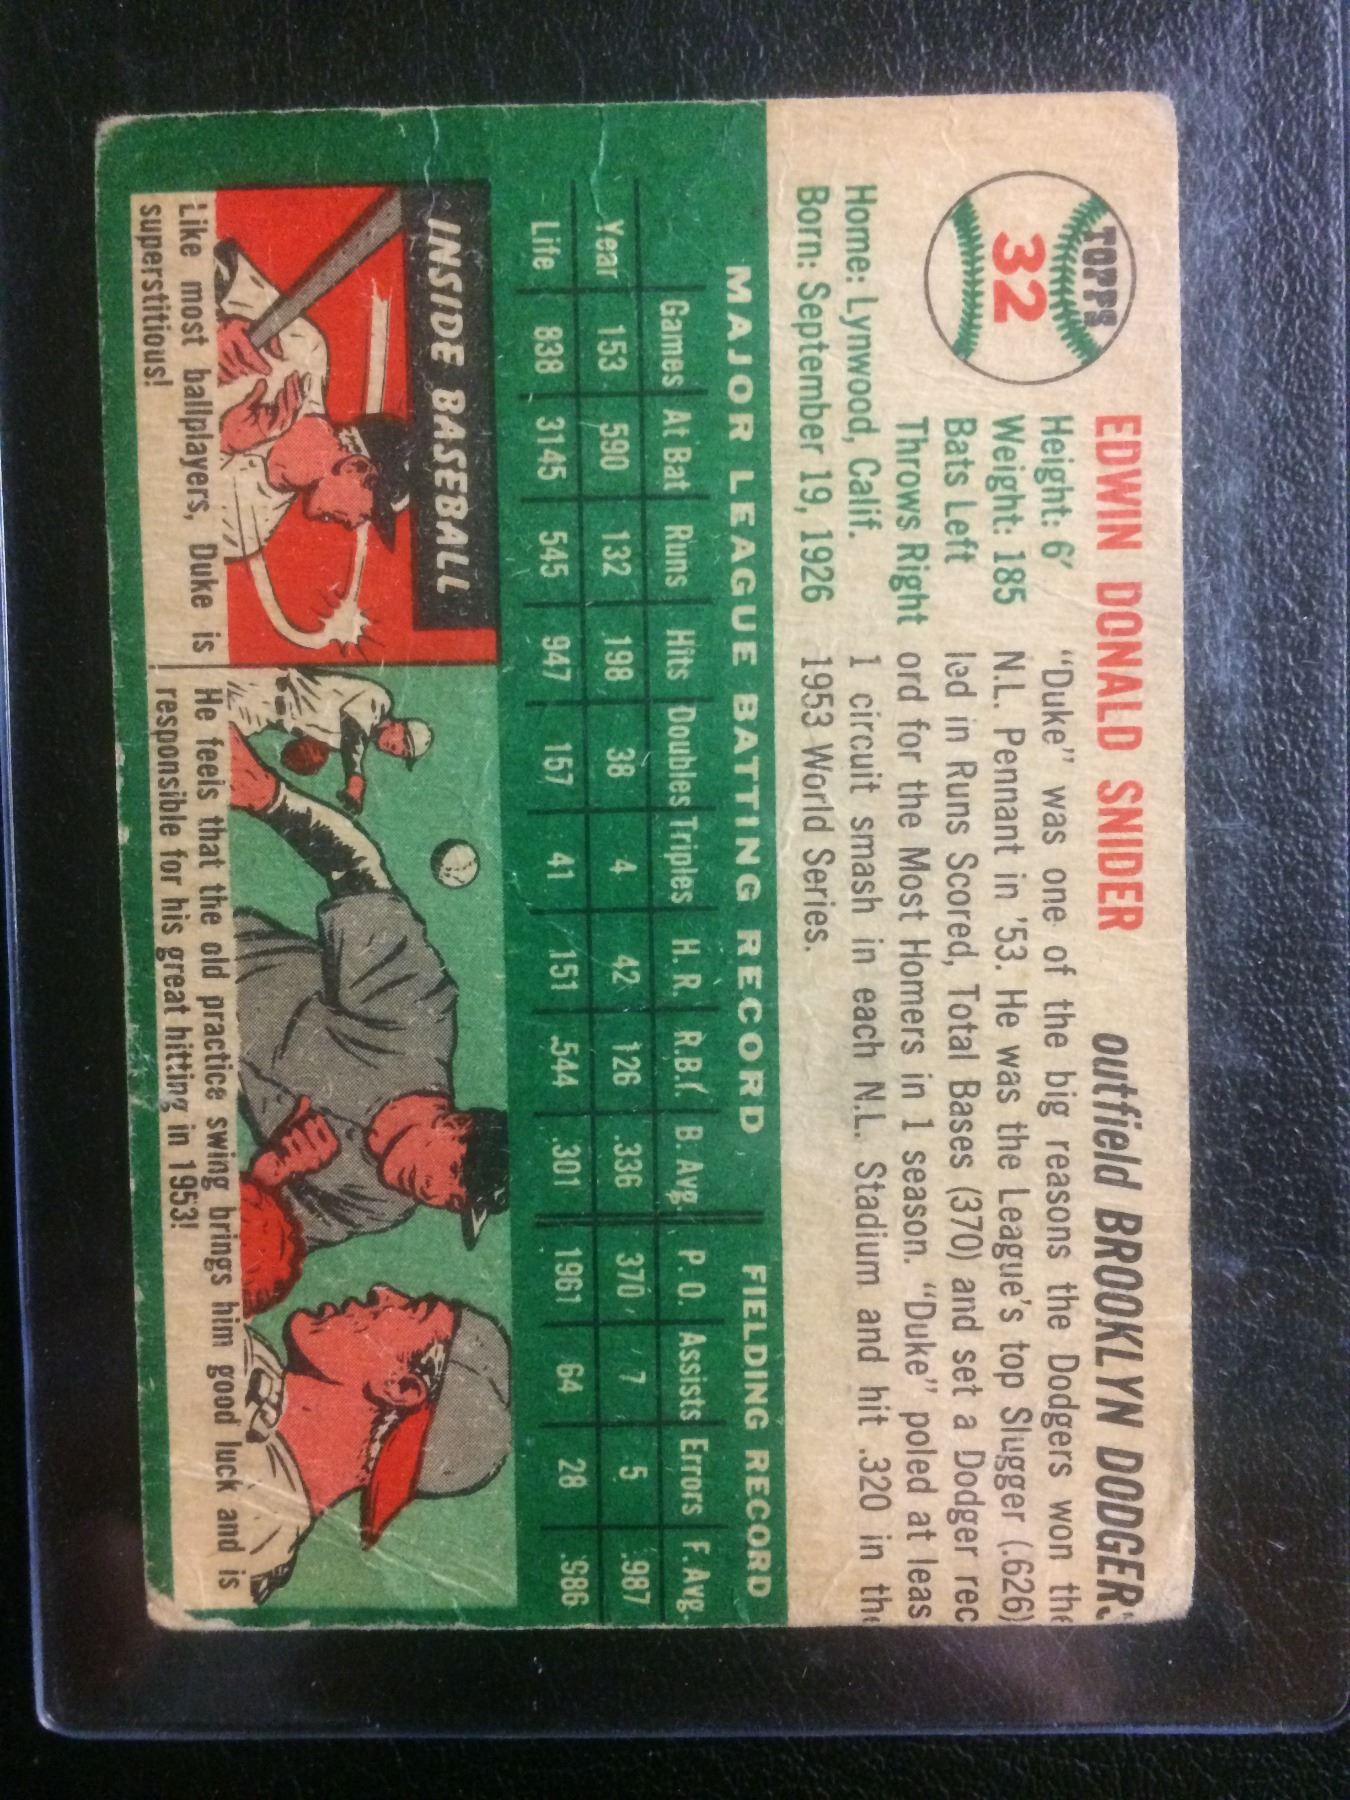 TOPPS
32
EDWIN DONALD SNIDER
outfield BROOKLYN DODGERS
Height: 6'
Weight: 185
Bats Left
Throws Right
Home: Lynwood, Calif.
Born: September 19, 1926
"Duke" was one of the big reasons the Dodgers won the
N.L. Pennant in '53. He was the League's top Slugger (.626)
led in Runs Scored, Total Bases (370) and set a Dodger rec
ord for the Most Homers in 1 season. "Duke" poled at leas
1 circuit smash in each N.L. Stadium and hit .320 in the
1953 World Series.
MAJOR LEAGUE BATTING RECORD FIELDING RECORD
Games At Bat Runs Hits Doubles Triples H. R. R.B.I. B. Avg. P. O. Assists Errors F. Avg.
Year 153 590 132 198 38 4 42 126 .336 370 7 5 .987
Life 838 3145 545 947 157 41 151 544 .301 1961 64 28 .986
INSIDE BASEBALL
Like most ballplayers, Duke is
superstitious!
He feels that the old practice swing brings him good luck and is
responsible for his great hitting in 1953!